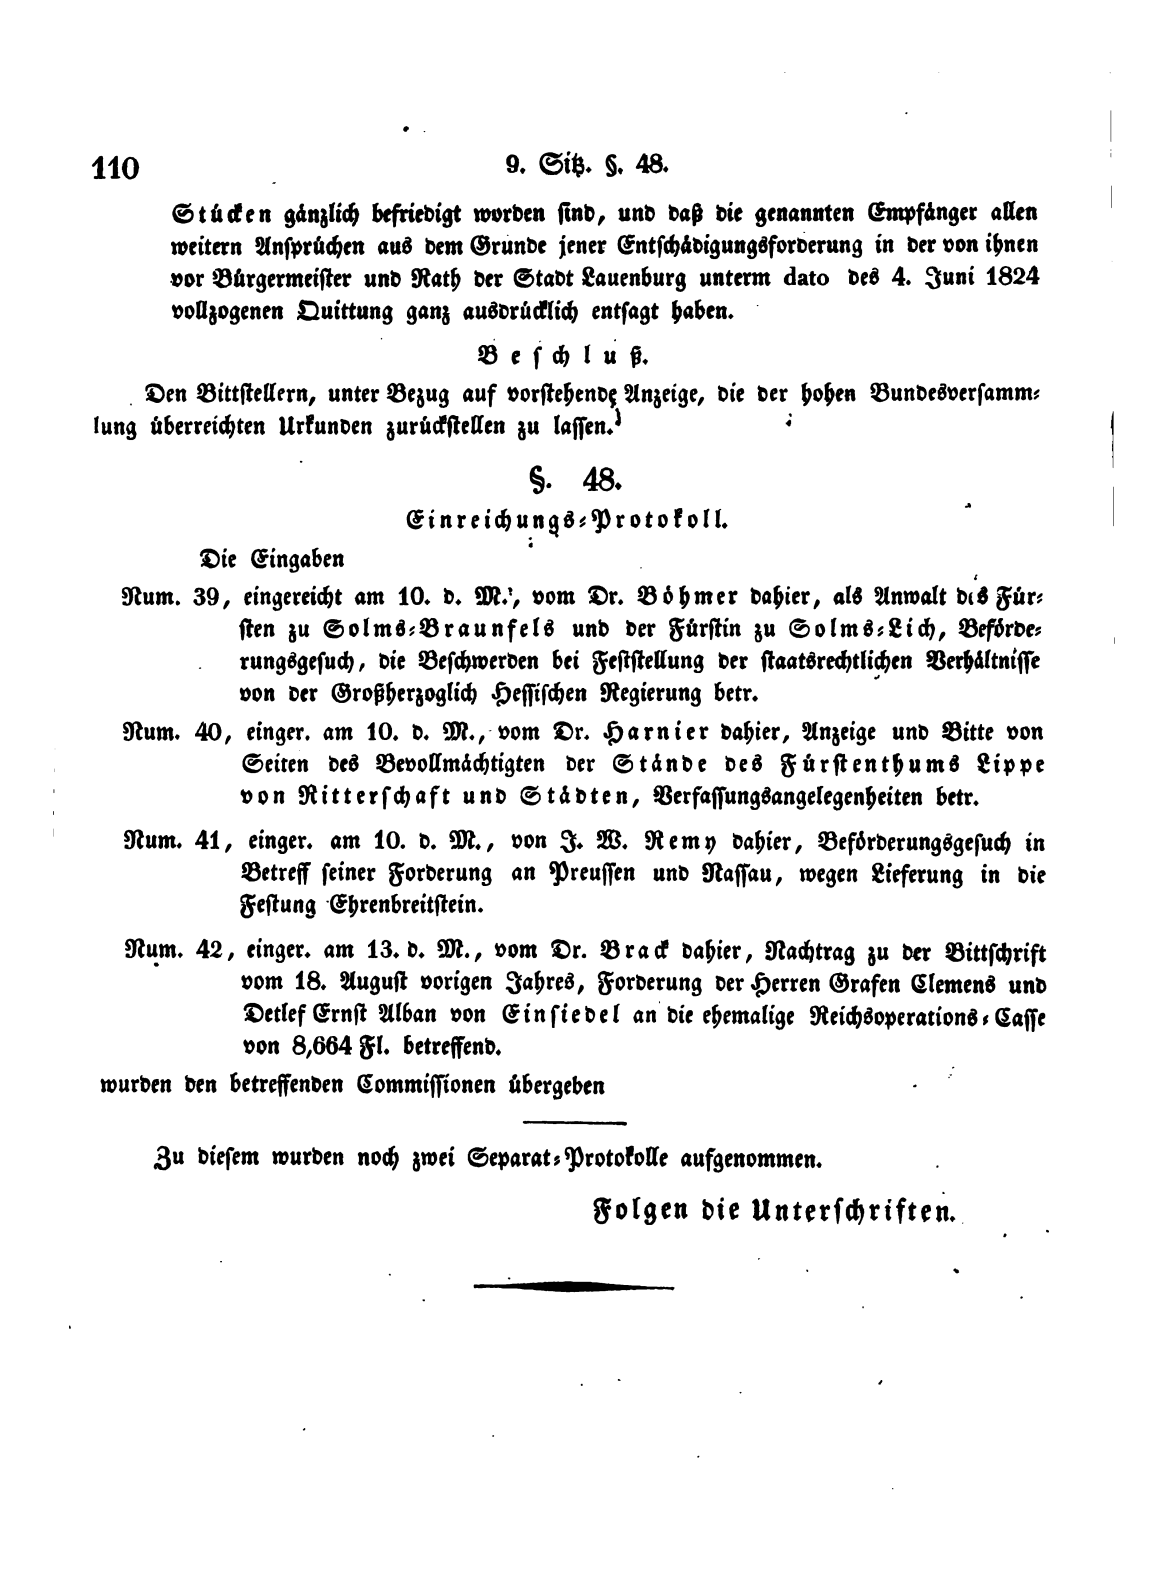 110
9. Sitz. §. 48.
Stücken gänzlich befriedigt worden sind, und daß die genannten Empfänger allen
weitern Ansprüchen aus dem Grunde jener Entschädigungsforderung in der von ihnen
vor Bürgermeister und Rath der Stadt Lauenburg unterm dato des 4. Juni 1824
vollzogenen Quittung ganz ausdrücklich entsagt haben.
Beschluß.
Den Bittstellern, unter Bezug auf vorstehende Anzeige, die der hohen Bundesversamm-
lung überreichten Urkunden zurückstellen zu lassen.
§. 48.
Einreichungs-Protokoll.
Die Eingaben
Num. 39, eingereicht am 10. d. M., vom Dr. Böhmer dahier, als Anwalt des Für-
sten zu Solms-Braunfels und der Fürstin zu Solms-Lich, Beförde-
rungsgesuch, die Beschwerden bei Feststellung der staatsrechtlichen Verhältnisse
von der Großherzoglich Hessischen Regierung betr.
Num. 40, einger. am 10. d. M., vom Dr. Harnier dahier, Anzeige und Bitte von
Seiten des Bevollmächtigten der Stände des Fürstenthums Lippe
von Ritterschaft und Städten, Verfassungsangelegenheiten betr.
Num. 41, einger. am 10. d. M., von J. W. Remy dahier, Beförderungsgesuch in
Betreff seiner Forderung an Preussen und Nassau, wegen Lieferung in die
Festung Ehrenbreitstein.
Num. 42, einger. am 13. d. M., vom Dr. Brack dahier, Nachtrag zu der Bittschrift
vom 18. August vorigen Jahres, Forderung der Herren Grafen Clemens und
Detlef Ernst Alban von Einsiedel an die ehemalige Reichsoperations-Casse
von 8,664 Fl. betreffend.
wurden den betreffenden Commissionen übergeben
Zu diesem wurden noch zwei Separat-Protokolle aufgenommen.
Folgen die Unterschriften.